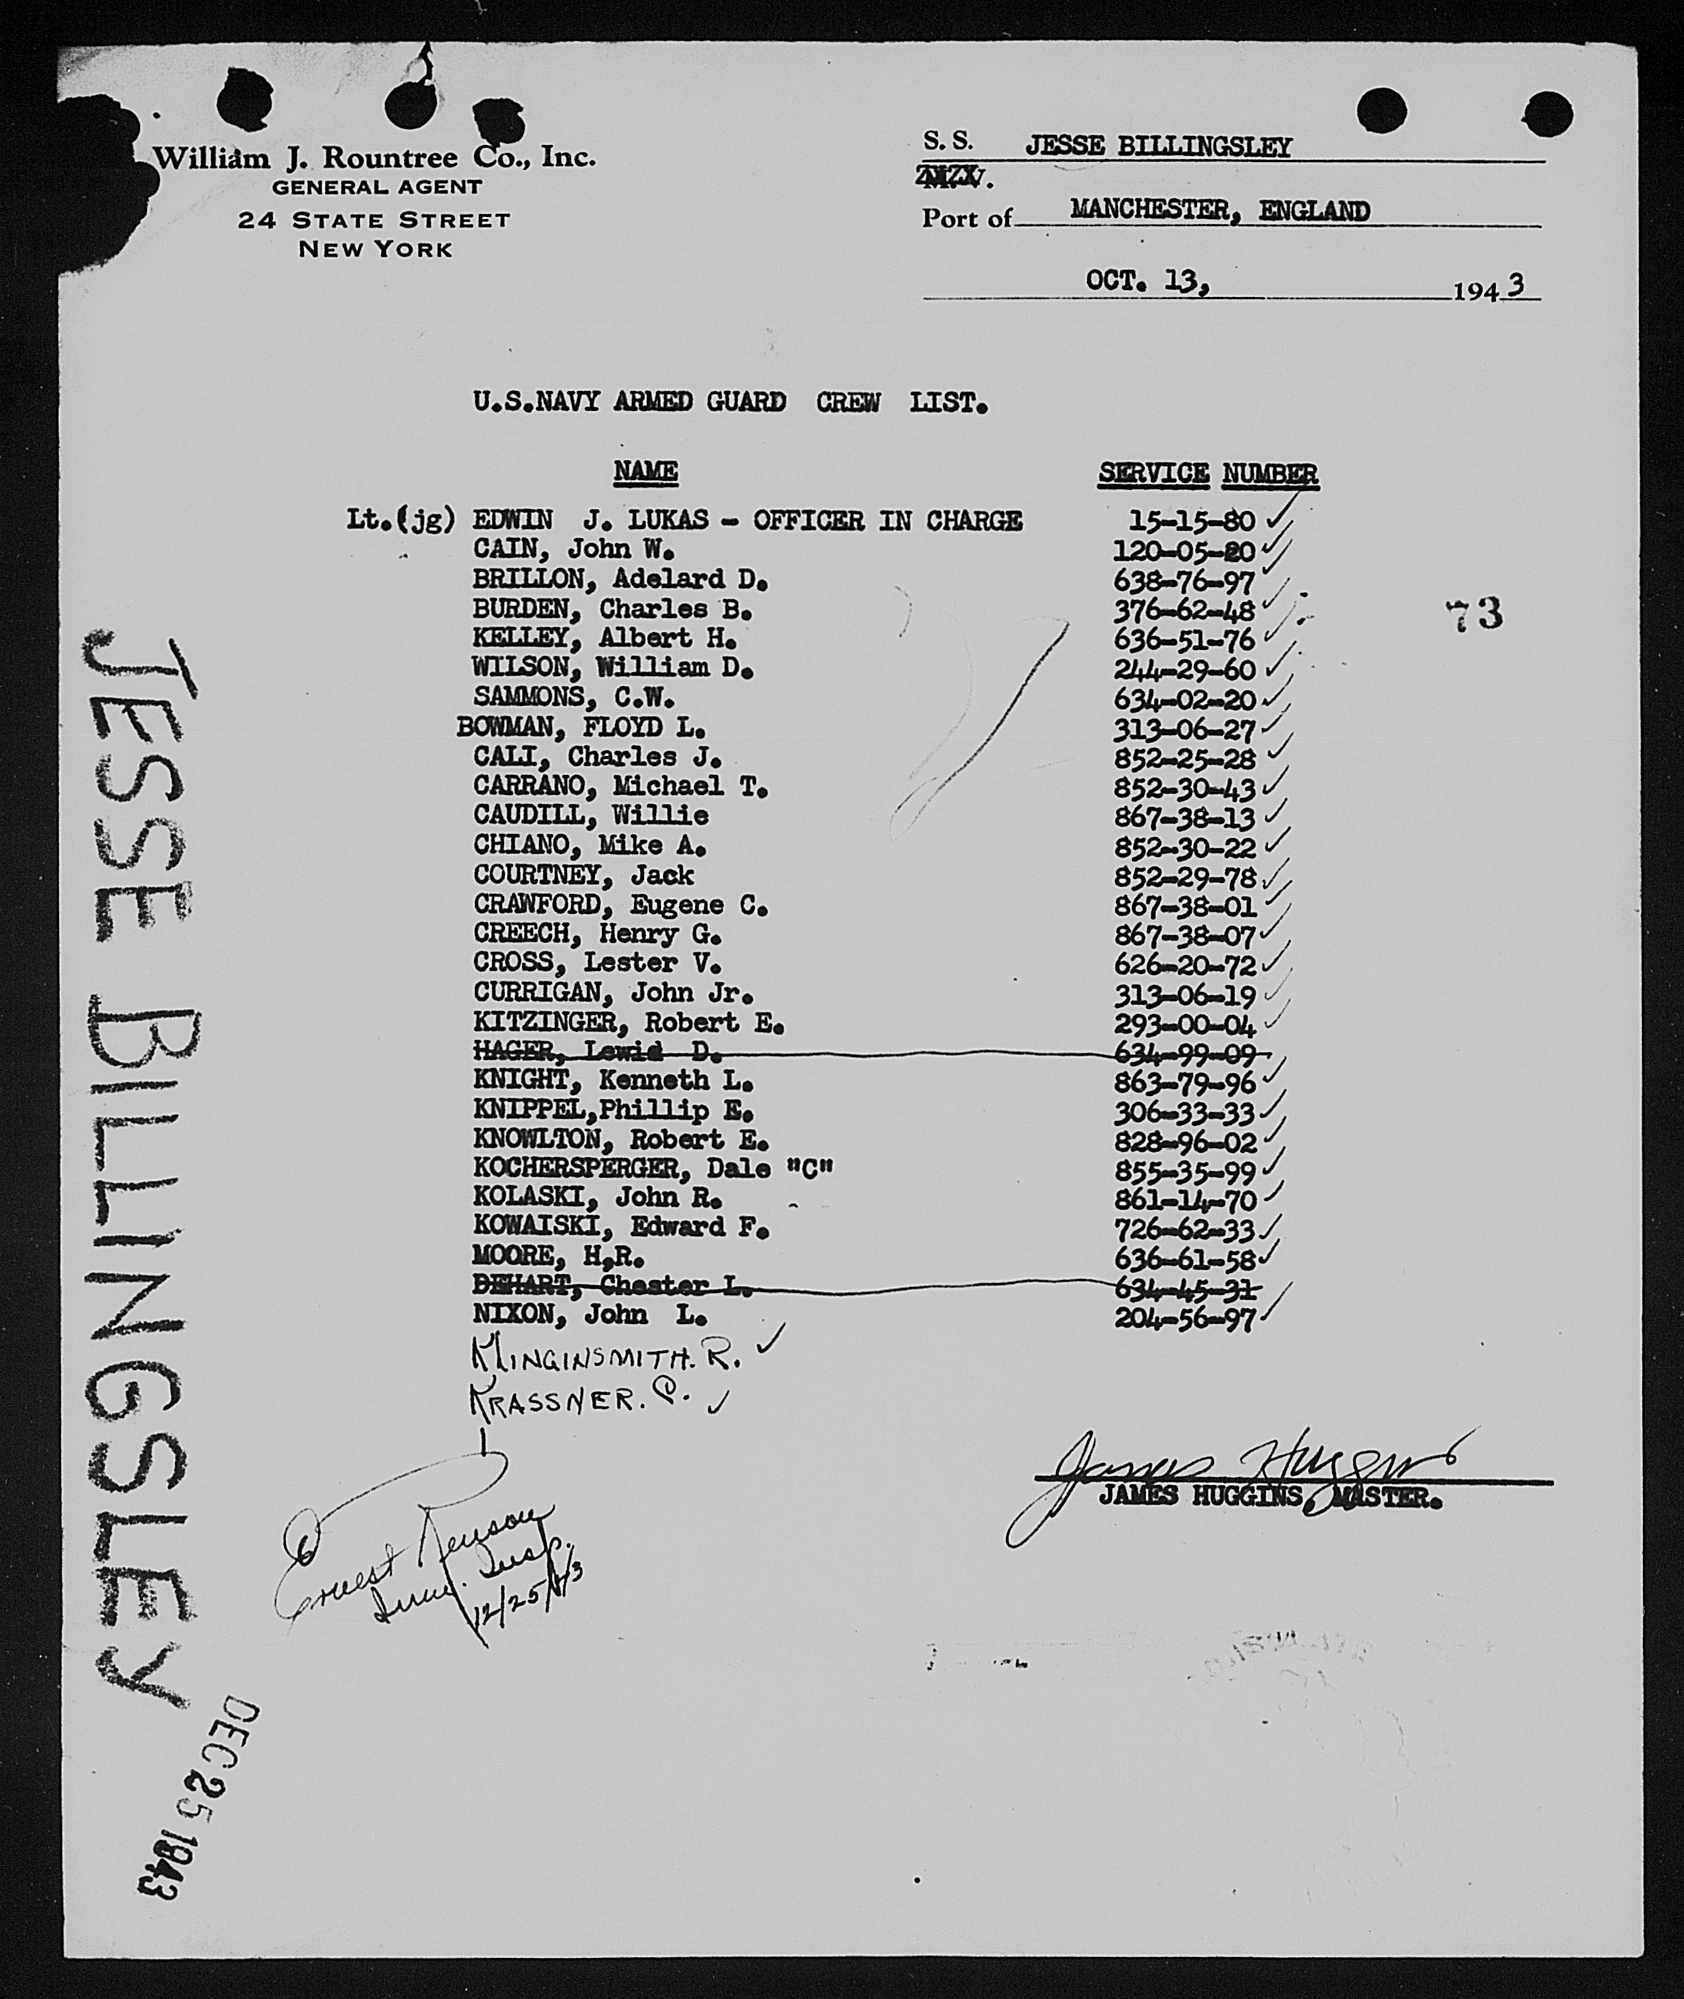 William J. Rountree Co., Inc.
GENERAL AGENT
24 STATE STREET
NEW YORK
S. S. JESSE BILLINGSLEY
M. V.
Port of MANCHESTER, ENGLAND
OCT. 13, 1943
U.S.NAVY ARMED GUARD CREW LIST.
NAME SERVICE NUMBER
Lt.(jg) EDWIN J. LUKAS - OFFICER IN CHARGE 15-15-80 ✓
CAIN, John W. 120-05-20 ✓
BRILLON, Adelard D. 638-76-97 ✓
BURDEN, Charles B. 376-62-48 ✓
73
KELLEY, Albert H. 636-51-76 ✓
WILSON, William D. 244-29-60 ✓
SAMMONS, C.W. 634-02-20 ✓
BOWMAN, FLOYD L. 313-06-27 ✓
CALI, Charles J. 852-25-28 ✓
CARRANO, Michael T. 852-30-43 ✓
CAUDILL, Willie 867-38-13 ✓
CHIANO, Mike A. 852-30-22 ✓
COURTNEY, Jack 852-29-78 ✓
CRAWFORD, Eugene C. 867-38-01 ✓
CREECH, Henry G. 867-38-07 ✓
CROSS, Lester V. 626-20-72 ✓
CURRIGAN, John Jr. 313-06-19 ✓
KITZINGER, Robert E. 293-00-04 ✓
HAGER, Lewid D. 634-99-09
KNIGHT, Kenneth L. 863-79-96 ✓
KNIPPEL,Phillip E. 306-33-33 ✓
KNOWLTON, Robert E. 828-96-02 ✓
KOCHERSPERGER, Dale "C" 855-35-99 ✓
KOLASKI, John R. 861-14-70 ✓
KOWAISKI, Edward F. 726-62-33 ✓
MOORE, H,R. 636-61-58 ✓
DEHART, Chester L. 634-45-31
NIXON, John L. 204-56-97 ✓
KLINGINSMITH. R. ✓
KRASSNER. P. ✓
James Huggins
JAMES HUGGINS, MASTER.
Ernest Renson
Imm. Insp.
12/25/43
JESSE BILLINGSLEY
DEC 25 1943